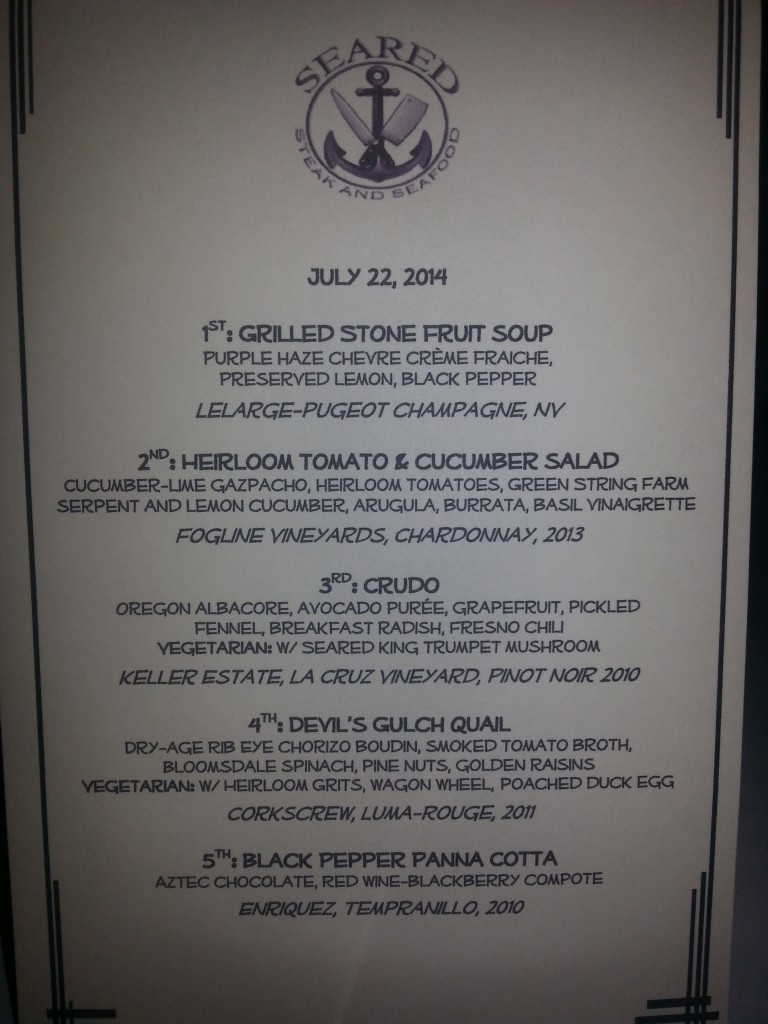 SEARED
STEAK AND SEAFOOD
JULY 22, 2014
1ST: GRILLED STONE FRUIT SOUP
PURPLE HAZE CHEVRE CRÈME FRAICHE,
PRESERVED LEMON, BLACK PEPPER
LELARGE-PUGEOT CHAMPAGNE, NV
2ND: HEIRLOOM TOMATO & CUCUMBER SALAD
CUCUMBER-LIME GAZPACHO, HEIRLOOM TOMATOES, GREEN STRING FARM
SERPENT AND LEMON CUCUMBER, ARUGULA, BURRATA, BASIL VINAIGRETTE
FOGLINE VINEYARDS, CHARDONNAY, 2013
3RD: CRUDO
OREGON ALBACORE, AVOCADO PURÉE, GRAPEFRUIT, PICKLED
FENNEL, BREAKFAST RADISH, FRESNO CHILI
VEGETARIAN: W/ SEARED KING TRUMPET MUSHROOM
KELLER ESTATE, LA CRUZ VINEYARD, PINOT NOIR 2010
4TH: DEVIL'S GULCH QUAIL
DRY-AGE RIB EYE CHORIZO BOUDIN, SMOKED TOMATO BROTH,
BLOOMSDALE SPINACH, PINE NUTS, GOLDEN RAISINS
VEGETARIAN: W/ HEIRLOOM GRITS, WAGON WHEEL, POACHED DUCK EGG
CORKSCREW, LUMA-ROUGE, 2011
5TH: BLACK PEPPER PANNA COTTA
AZTEC CHOCOLATE, RED WINE-BLACKBERRY COMPOTE
ENRIQUEZ, TEMPRANILLO, 2010